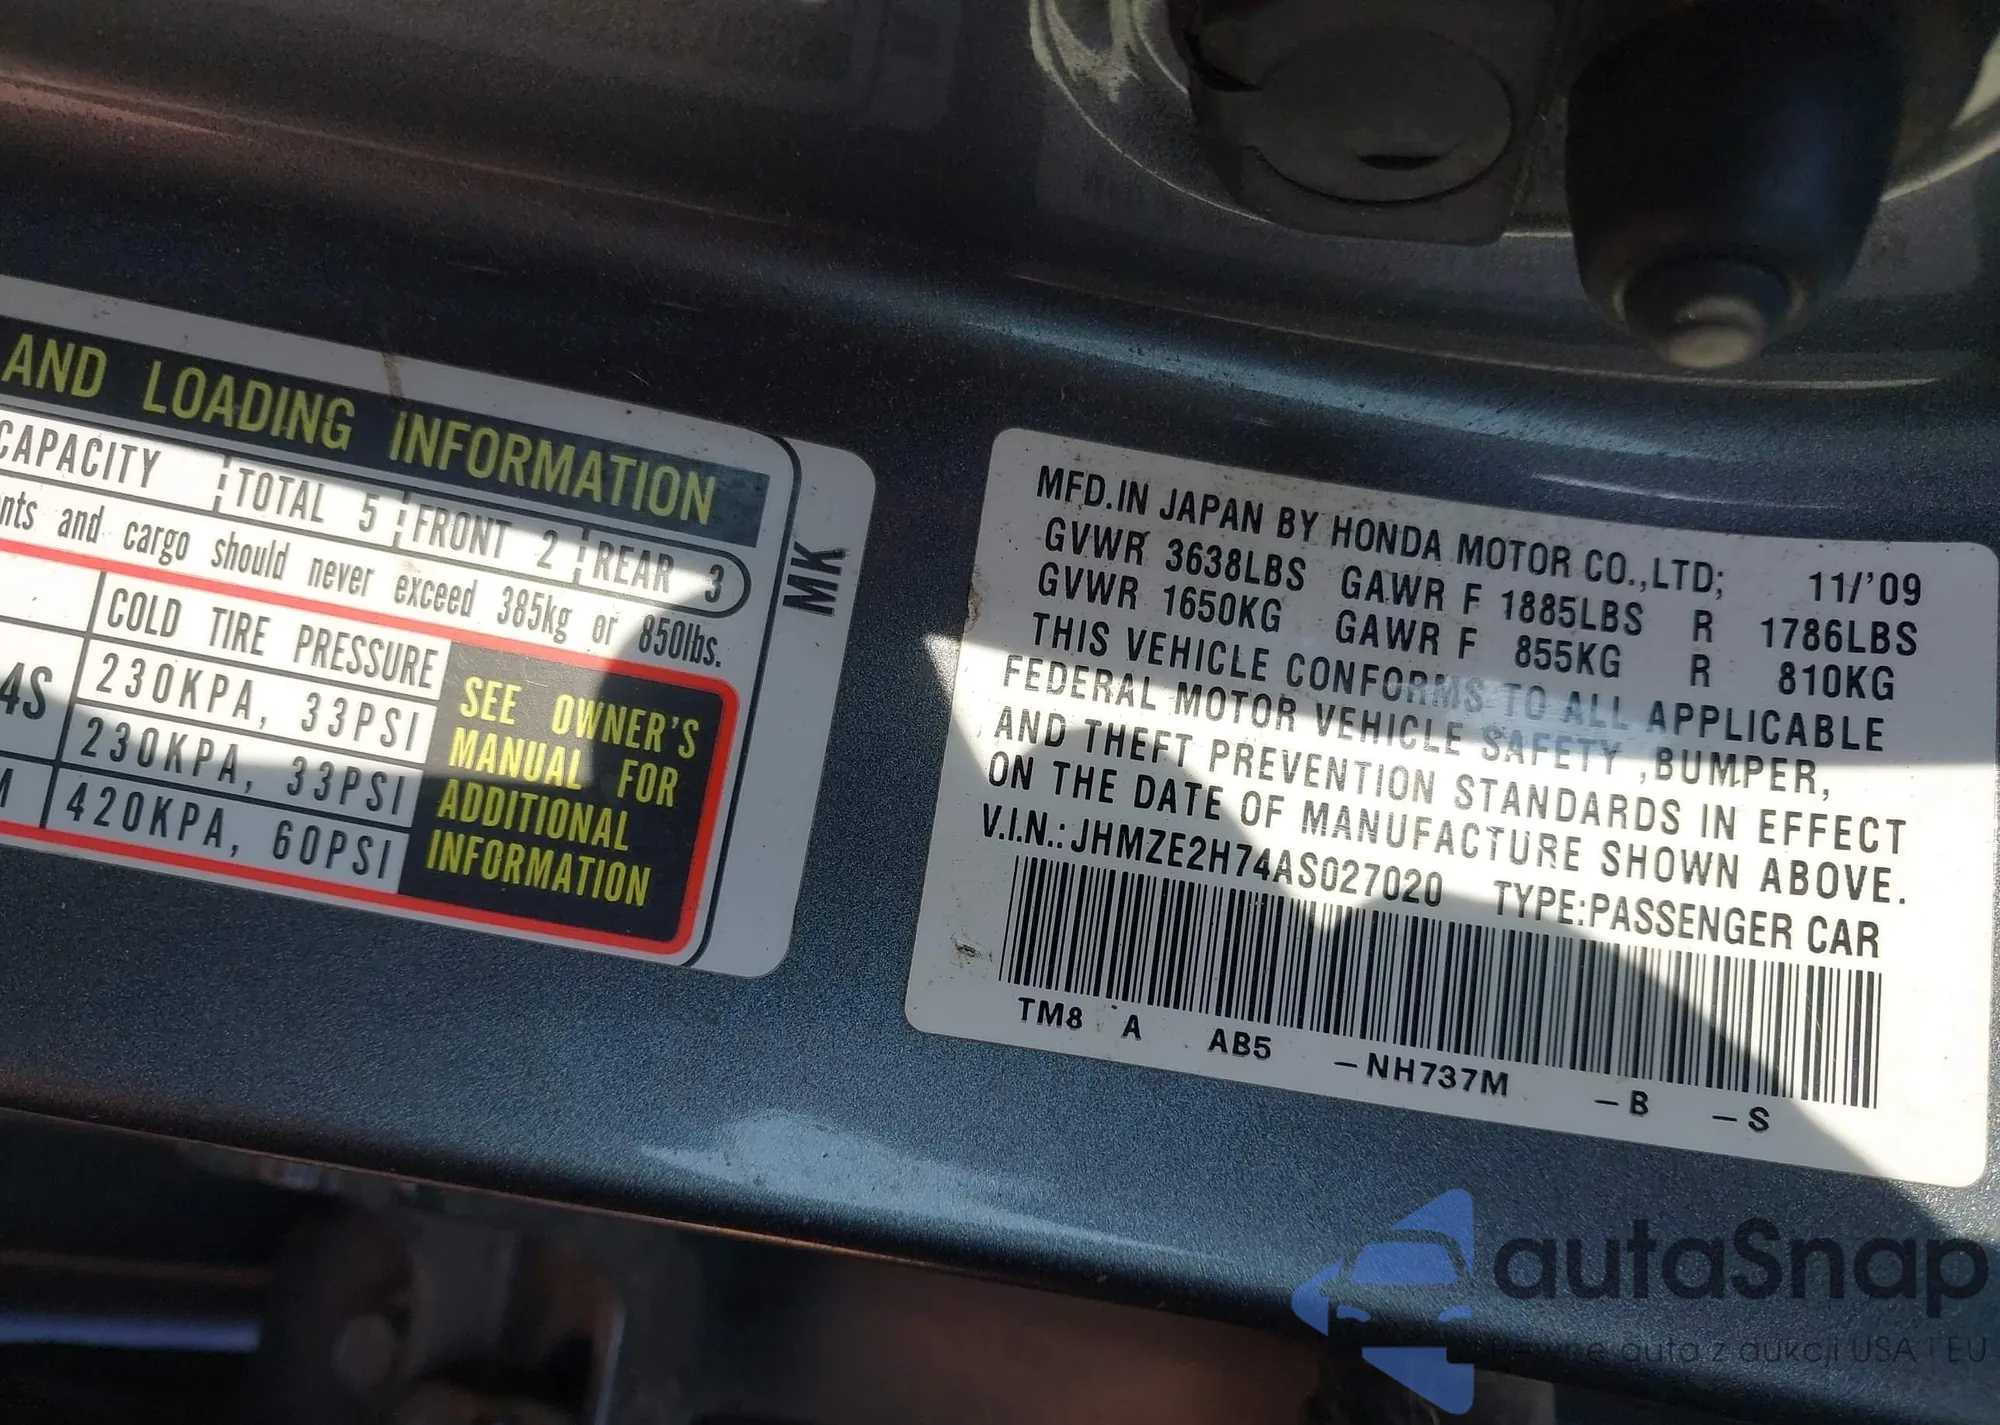 AND LOADING INFORMATION
CAPACITY TOTAL 5 FRONT 2 REAR 3
nts and cargo should never exceed 385kg or 850lbs.
COLD TIRE PRESSURE
4S 230KPA, 33PSI
230KPA, 33PSI
420KPA, 60PSI
SEE OWNER'S
MANUAL FOR
ADDITIONAL
INFORMATION
MK
MFD.IN JAPAN BY HONDA MOTOR CO.,LTD; 11/'09
GVWR 3638LBS GAWR F 1885LBS R 1786LBS
GVWR 1650KG GAWR F 855KG R 810KG
THIS VEHICLE CONFORMS TO ALL APPLICABLE
FEDERAL MOTOR VEHICLE SAFETY ,BUMPER,
AND THEFT PREVENTION STANDARDS IN EFFECT
ON THE DATE OF MANUFACTURE SHOWN ABOVE.
V.I.N.: JHMZE2H74AS027020 TYPE:PASSENGER CAR
TM8 A AB5 -NH737M -B -S
autaSnap
auta z aukcji USA i EU